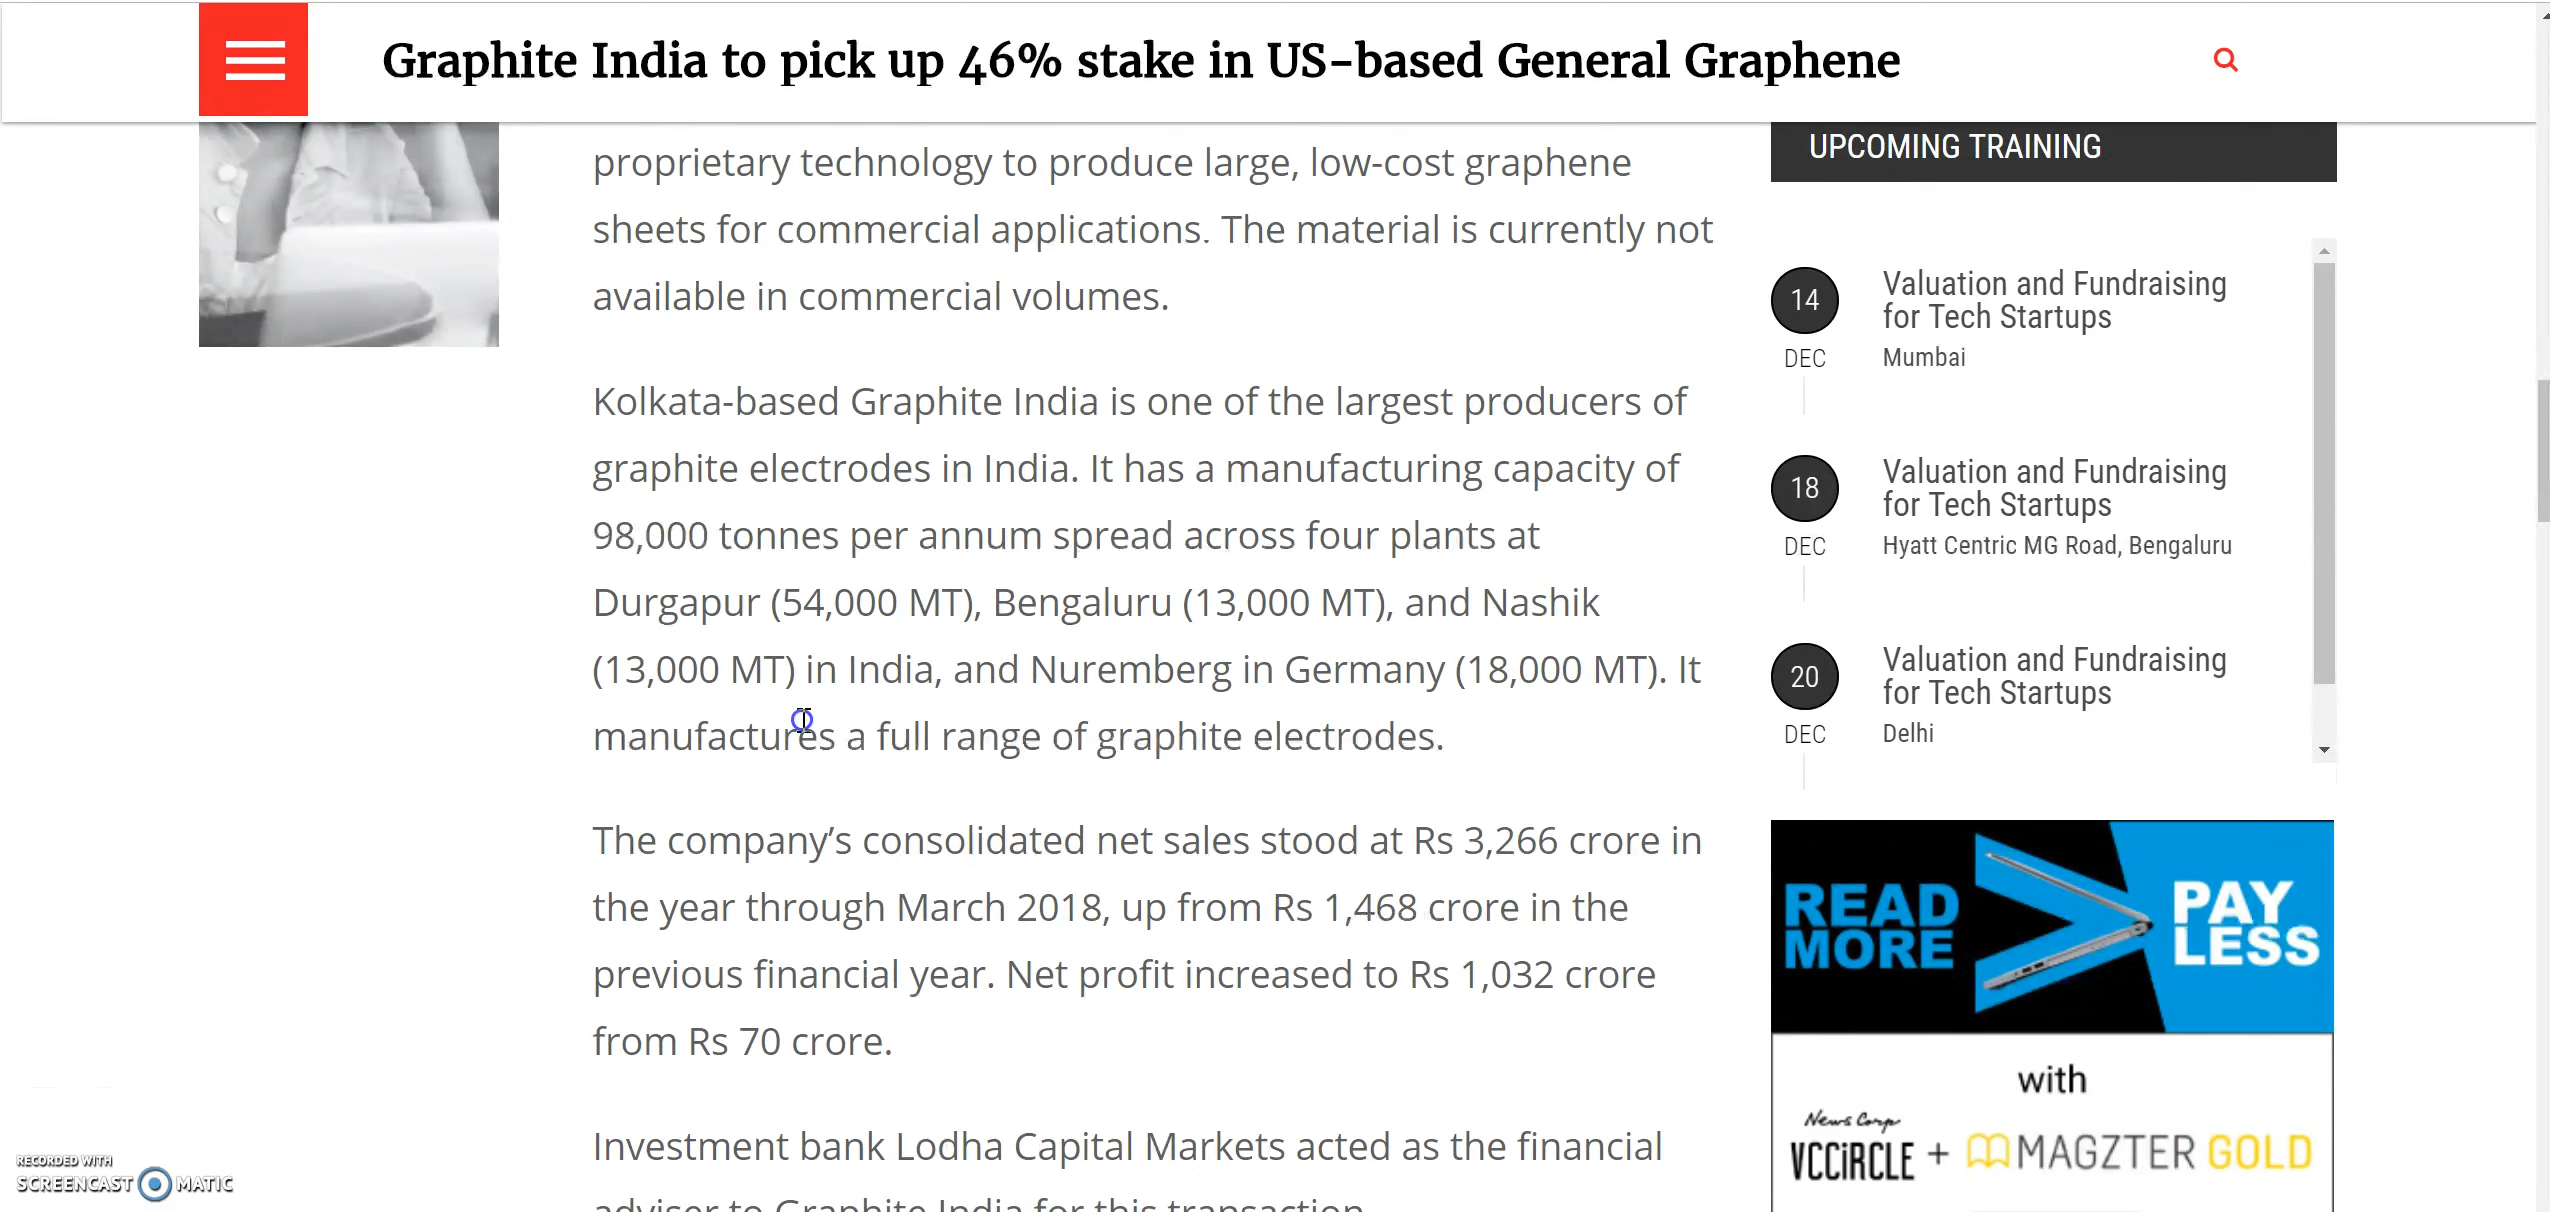 Graphite India to pick up 46% stake in US-based General Graphene
proprietary technology to produce large, low-cost graphene
sheets for commercial applications. The material is currently not
available in commercial volumes.
Kolkata-based Graphite India is one of the largest producers of
graphite electrodes in India. It has a manufacturing capacity of
98,000 tonnes per annum spread across four plants at
Durgapur (54,000 MT), Bengaluru (13,000 MT), and Nashik
(13,000 MT) in India, and Nuremberg in Germany (18,000 MT). It
manufactures a full range of graphite electrodes.
The company’s consolidated net sales stood at Rs 3,266 crore in
the year through March 2018, up from Rs 1,468 crore in the
previous financial year. Net profit increased to Rs 1,032 crore
from Rs 70 crore.
Investment bank Lodha Capital Markets acted as the financial
adviser to Graphite India for this transaction.
UPCOMING TRAINING
14
DEC
Valuation and Fundraising
for Tech Startups
Mumbai
18
DEC
Valuation and Fundraising
for Tech Startups
Hyatt Centric MG Road, Bengaluru
20
DEC
Valuation and Fundraising
for Tech Startups
Delhi
READ
MORE
PAY
LESS
with
News Corp
VCCiRCLE + MAGZTER GOLD
RECORDED WITH
SCREENCAST MATIC